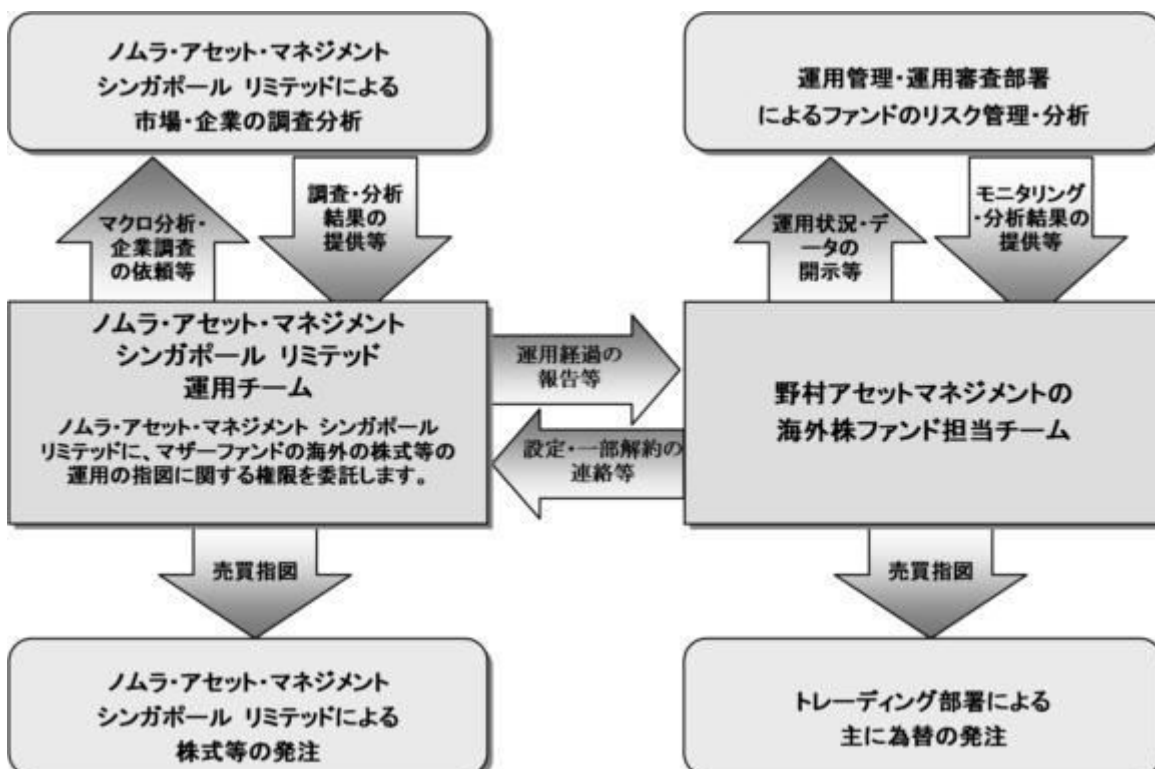 ノムラ・アセット・マネジメント
シンガポール リミテッドによる
市場・企業の調査分析
運用管理・運用審査部署
によるファンドのリスク管理・分析
マクロ分析・
企業調査
の依頼等
調査・分析
結果の
提供等
運用状況・デ
ータの
開示等
モニタリング
・分析結果の
提供等
ノムラ・アセット・マネジメント
シンガポール リミテッド
運用チーム
ノムラ・アセット・マネジメント シンガポール
リミテッドに、マザーファンドの海外の株式等の
運用の指図に関する権限を委託します。
運用経過の
報告等
設定・一部解約の
連絡等
野村アセットマネジメントの
海外株ファンド担当チーム
売買指図
売買指図
ノムラ・アセット・マネジメント
シンガポール リミテッドによる
株式等の発注
トレーディング部署による
主に為替の発注